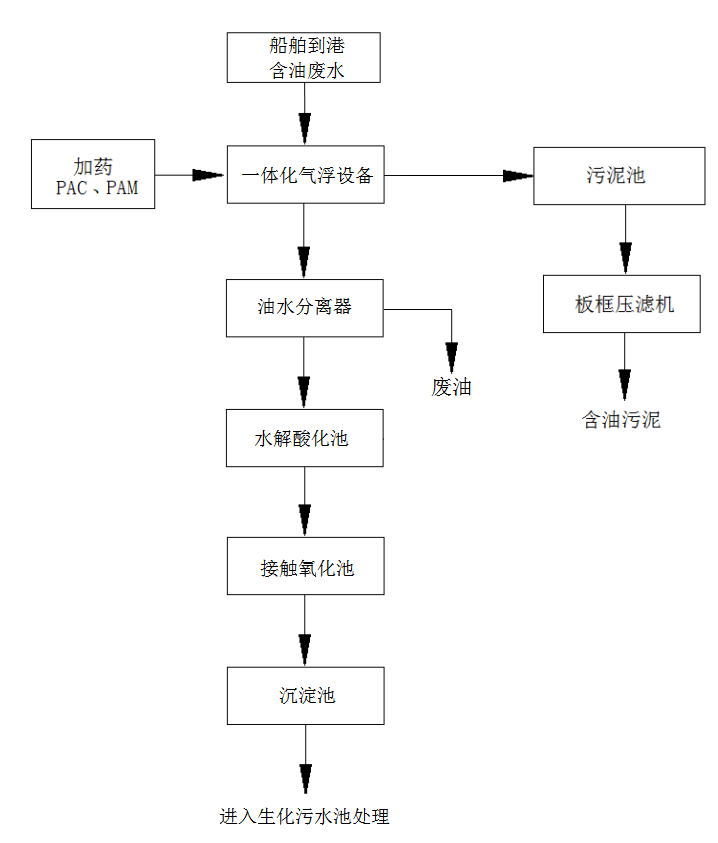 船舶到港
含油废水
加药
PAC、PAM
一体化气浮设备
污泥池
油水分离器
板框压滤机
废油
含油污泥
水解酸化池
接触氧化池
沉淀池
进入生化污水池处理